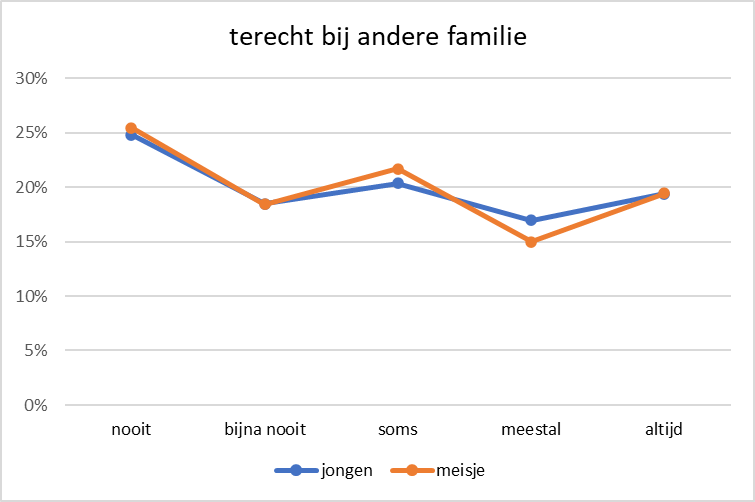 terecht bij andere familie
30%
25%
20%
15%
10%
5%
0%
nooit bijna nooit soms meestal altijd
jongen meisje